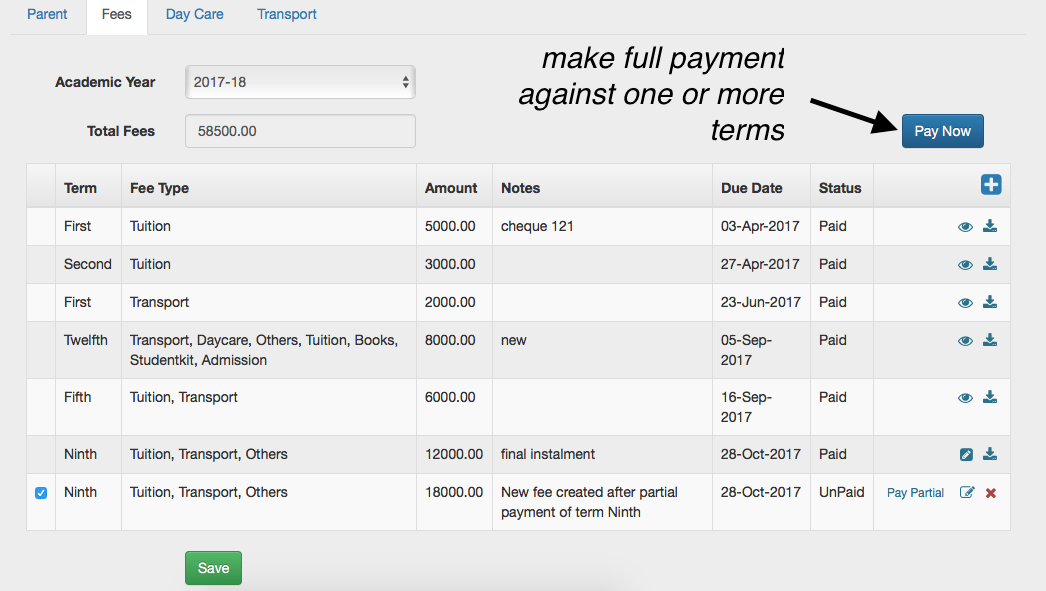 Parent Fees Day Care Transport
make full payment
against one or more
terms
Academic Year 2017-18
Total Fees 58500.00
Pay Now
Term Fee Type Amount Notes Due Date Status
First Tuition 5000.00 cheque 121 03-Apr-2017 Paid
Second Tuition 3000.00 27-Apr-2017 Paid
First Transport 2000.00 23-Jun-2017 Paid
Twelfth Transport, Daycare, Others, Tuition, Books, 8000.00 new 05-Sep- Paid
Studentkit, Admission 2017
Fifth Tuition, Transport 6000.00 16-Sep- Paid
2017
Ninth Tuition, Transport, Others 12000.00 final instalment 28-Oct-2017 Paid
Ninth Tuition, Transport, Others 18000.00 New fee created after partial 28-Oct-2017 UnPaid Pay Partial
payment of term Ninth
Save